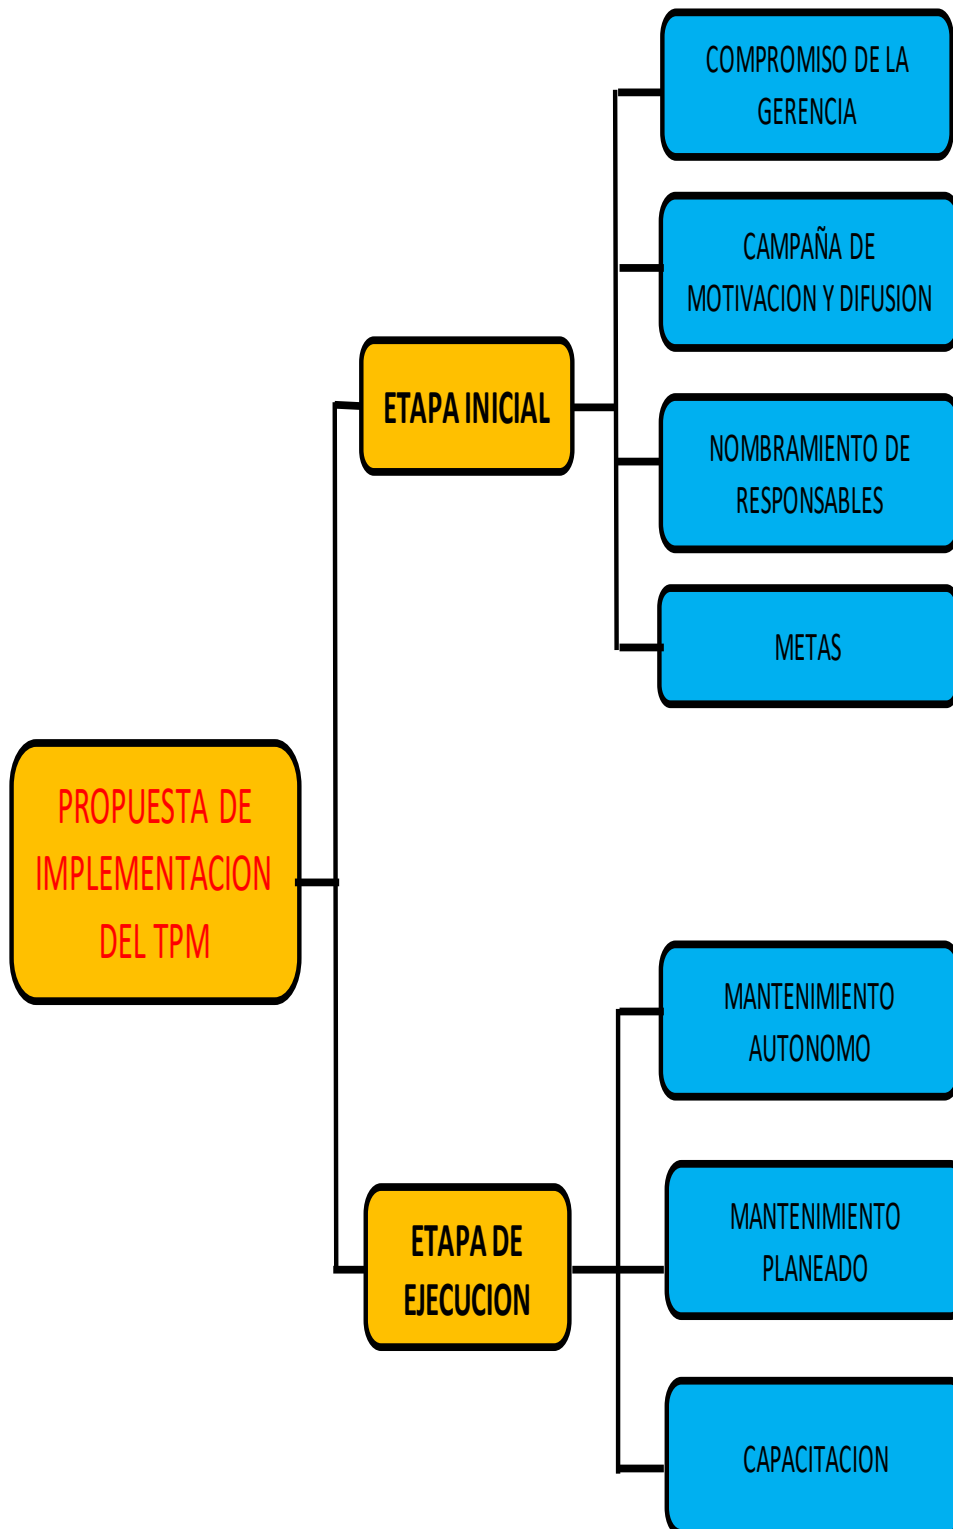 PROPUESTA DE
IMPLEMENTACION
DEL TPM
ETAPA INICIAL
COMPROMISO DE LA
GERENCIA
CAMPAÑA DE
MOTIVACION Y DIFUSION
NOMBRAMIENTO DE
RESPONSABLES
METAS
ETAPA DE
EJECUCION
MANTENIMIENTO
AUTONOMO
MANTENIMIENTO
PLANEADO
CAPACITACION